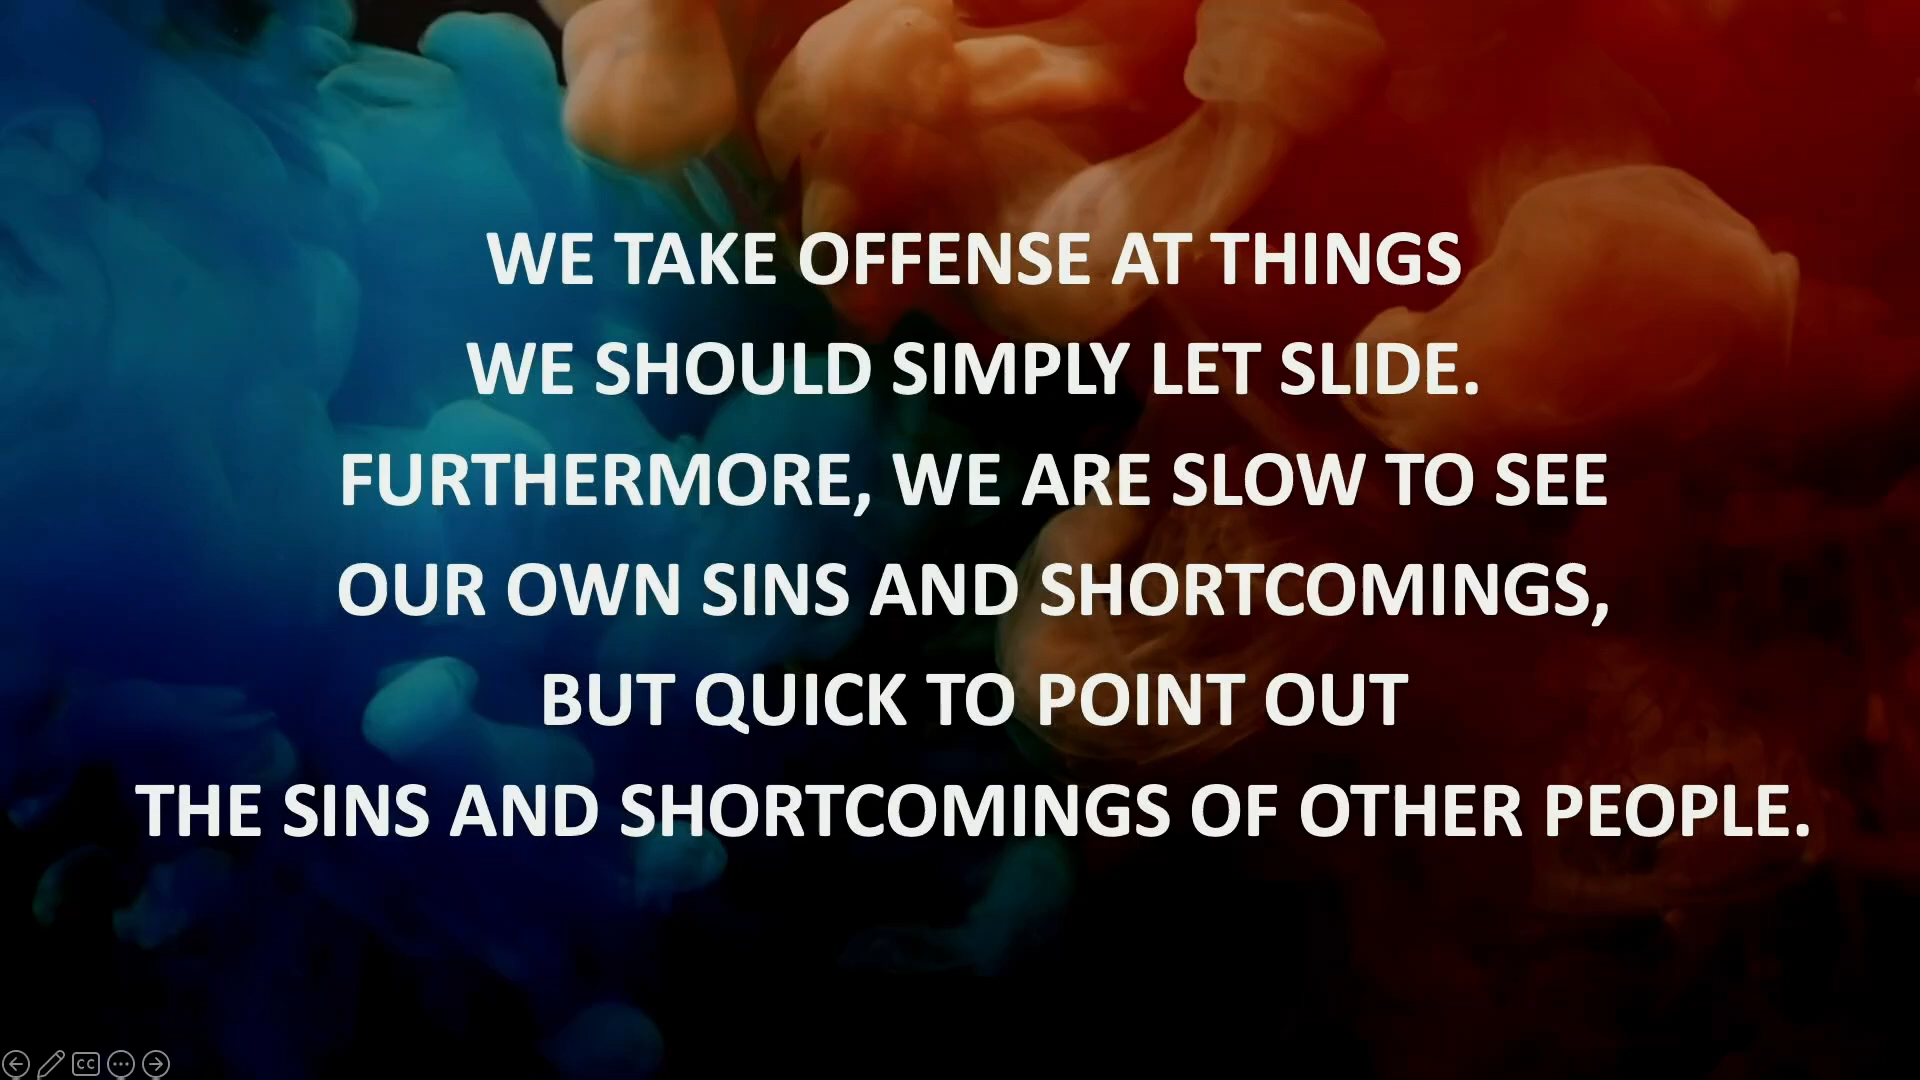 WE TAKE OFFENSE AT THINGS
WE SHOULD SIMPLY LET SLIDE.
FURTHERMORE, WE ARE SLOW TO SEE
OUR OWN SINS AND SHORTCOMINGS,
BUT QUICK TO POINT OUT
THE SINS AND SHORTCOMINGS OF OTHER PEOPLE.
CC